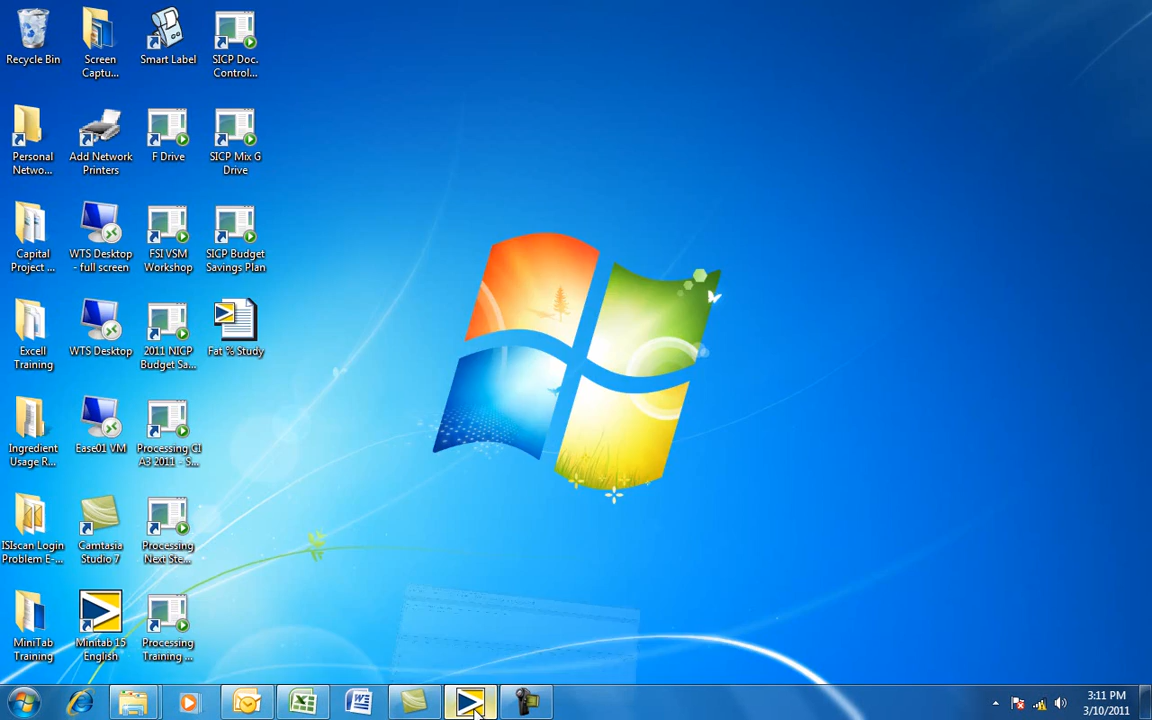 Recycle Bin
Screen
Captu...
Smart Label
SICP Doc.
Control...
Personal
Netwo...
Add Network
Printers
F Drive
SICP Mix G
Drive
Capital
Project ...
WTS Desktop
- full screen
FSI VSM
Workshop
SICP Budget
Savings Plan
Excell
Training
WTS Desktop
2011 NICP
Budget Sa...
Fat % Study
Ingredient
Usage R...
Ease01 VM
Processing CI
A3 2011 - S...
ISIscan Login
Problem E-...
Camtasia
Studio 7
Processing
Next Ste...
MiniTab
Training
Minitab 15
English
Processing
Training ...
3:11 PM
3/10/2011